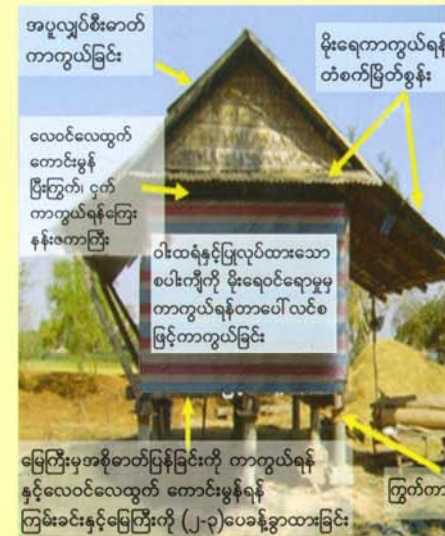 အပူလျှပ်စီးဓာတ်
ကာကွယ်ခြင်း
မိုးရေကာကွယ်ရန်
တံစက်မြိတ်စွန်း
လေဝင်လေထွက်
ကောင်းမွန်
ပြီးကြွက်၊ ငှက်
ကာကွယ်ရန်ကြေး
နန်းဇကာကြီး
ဝါးထရံနှင့်ပြုလုပ်ထားသော
စပါးကျီကို မိုးရေဝင်ရောမှုမှ
ကာကွယ်ရန်တာပေါ်လင်စ
ဖြင့်ကာကွယ်ခြင်း
မြေကြီးမှအစိုဓာတ်ပြန်ခြင်းကို ကာကွယ်ရန်
နှင့်လေဝင်လေထွက် ကောင်းမွန်ရန်
ကြမ်းခင်းနှင့်မြေကြီးကို (၂-၃)ပေခန့်ခွာထားခြင်း